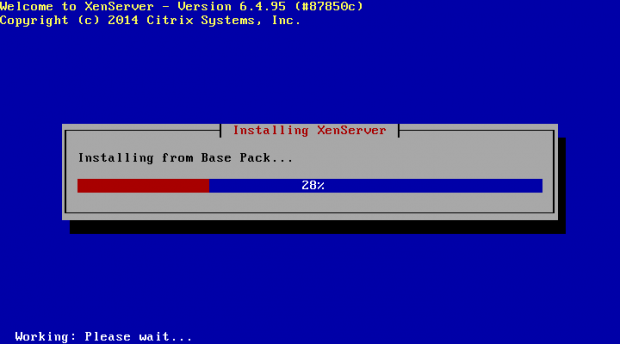 Welcome to XenServer - Version 6.4.95 (#87850c)
Copyright (c) 2014 Citrix Systems, Inc.
Installing XenServer
Installing from Base Pack...
28%
Working: Please wait...